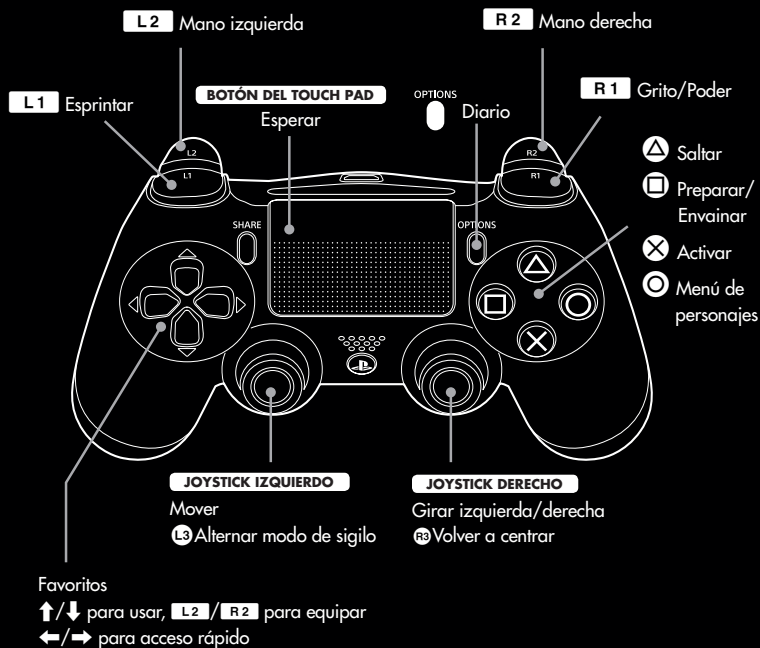 L2 Mano izquierda
R2 Mano derecha
L1 Esprintar
BOTÓN DEL TOUCH PAD
Esperar
OPTIONS
Diario
R1 Grito/Poder
L2
L1
R2
R1
Saltar
Preparar/
Envainar
Activar
Menú de
personajes
SHARE
OPTIONS
JOYSTICK IZQUIERDO
Mover
L3 Alternar modo de sigilo
JOYSTICK DERECHO
Girar izquierda/derecha
R3 Volver a centrar
Favoritos
↑/↓ para usar, L2/R2 para equipar
←/→ para acceso rápido